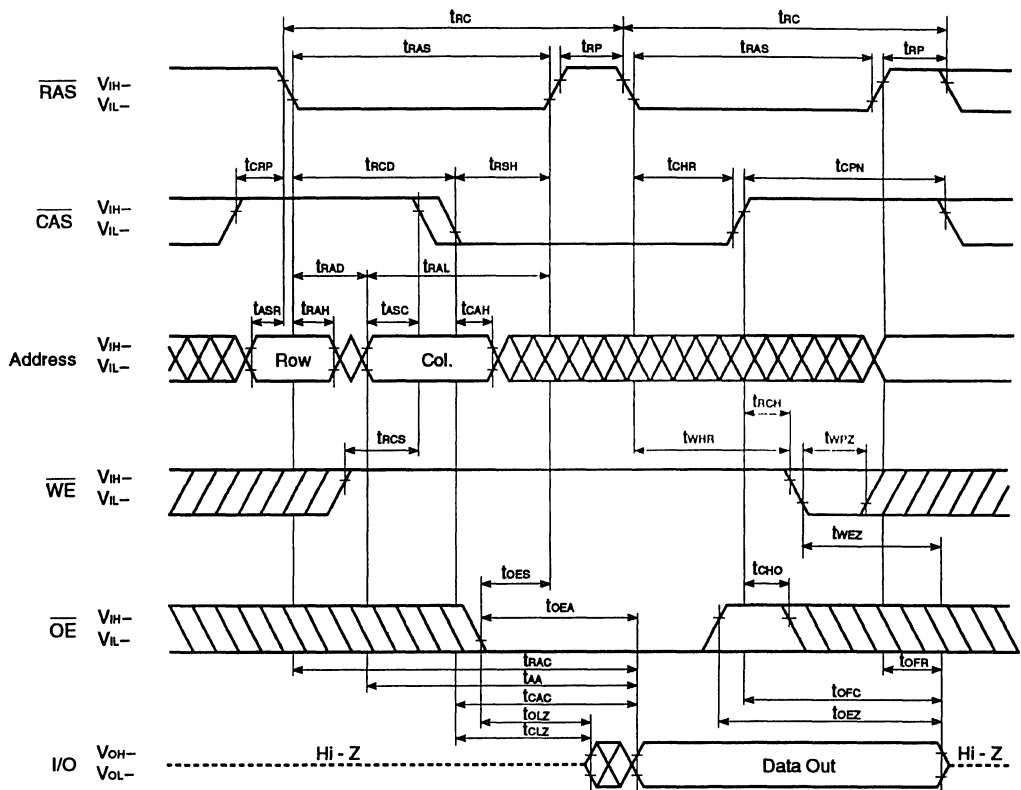 tRC tRC
tRAS tRP tRAS tRP
RAS VIH– VIL–
tCRP tRCD tRSH tCHR tCPN
CAS VIH– VIL–
tRAD tRAL
tASR tRAH tASC tCAH
Address VIH– VIL– Row Col.
tRCH
tRCS tWHR tWPZ
WE VIH– VIL–
tWEZ
tOES tCHO
tOEA
OE VIH– VIL–
tRAC tOFR
tAA
tCAC tOFC
tOLZ tOEZ
tCLZ
I/O VOH– VOL– Hi - Z Data Out Hi - Z